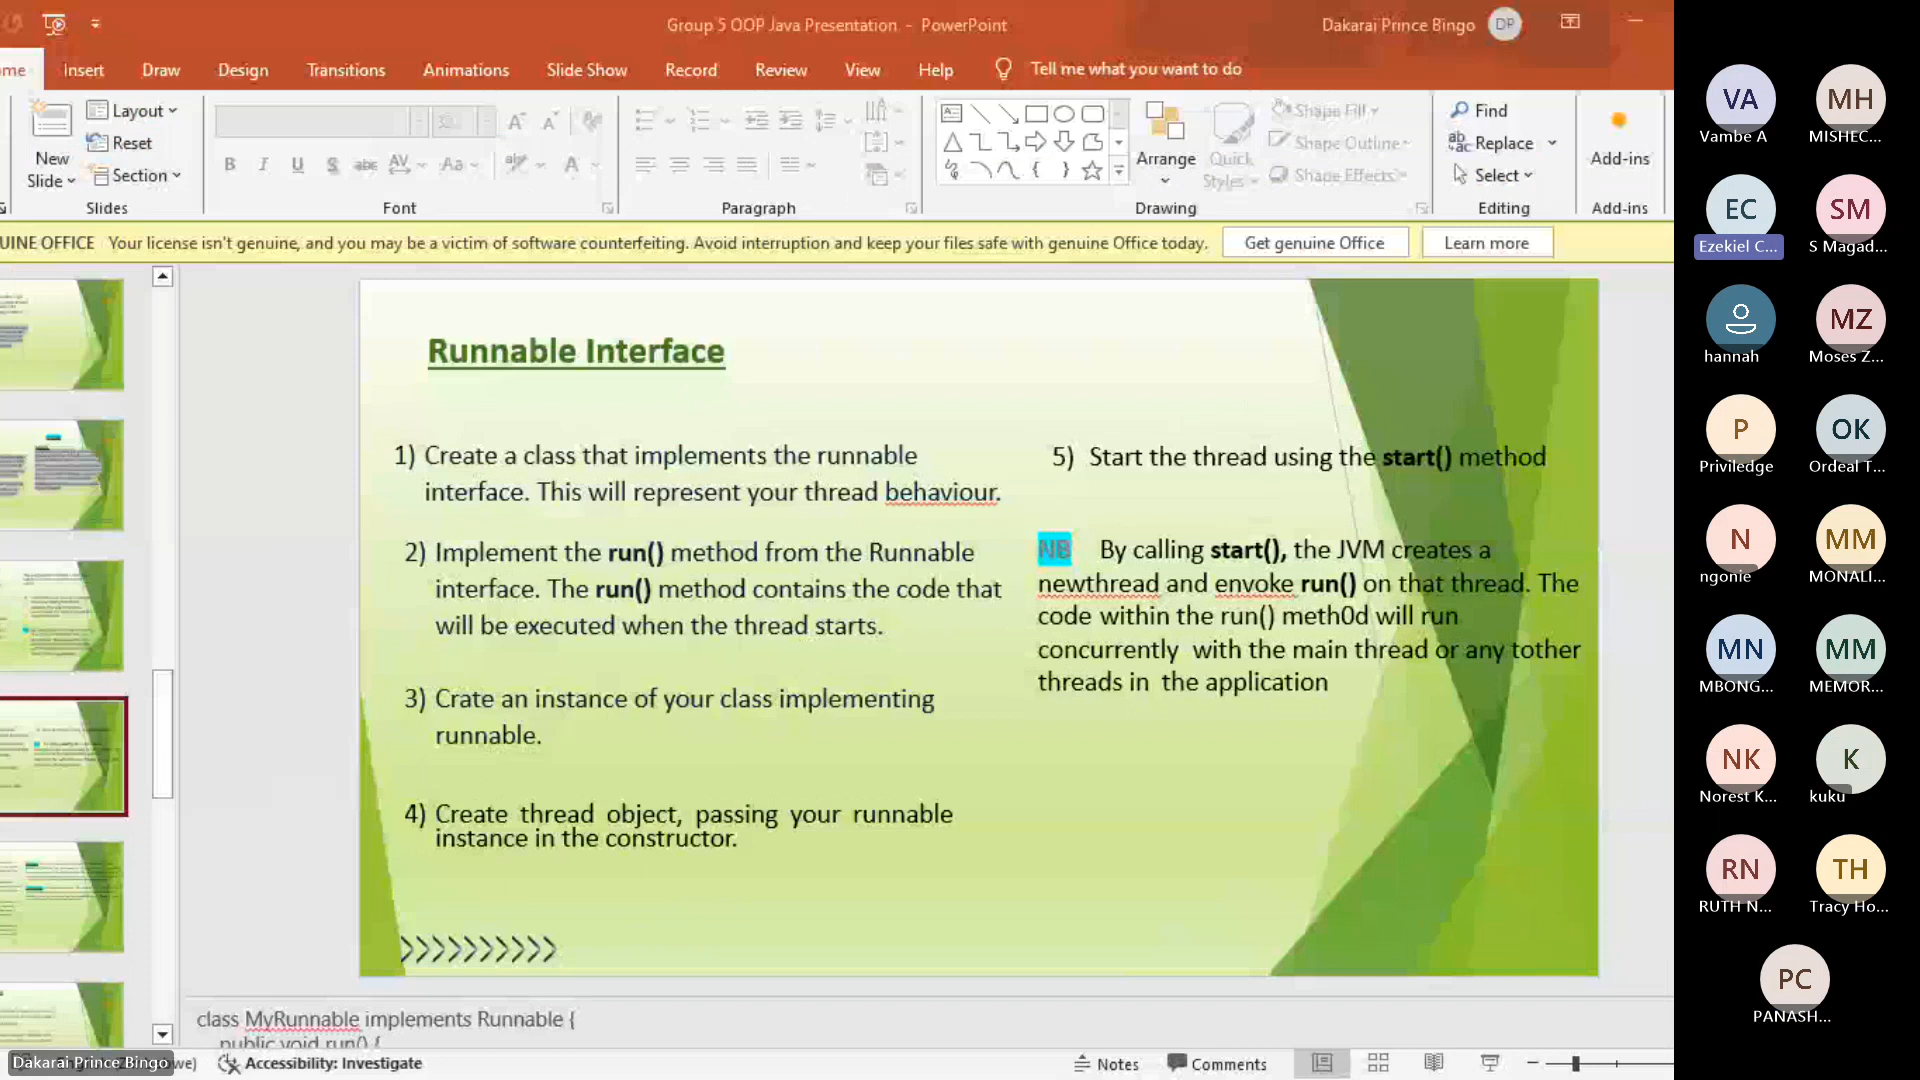 Group 5 OOP Java Presentation - PowerPoint
Dakarai Prince Bingo
DP
Insert Draw Design Transitions Animations Slide Show Record Review View Help Tell me what you want to do
New Slide
Layout
Reset
Section
Slides
B I U S abc AV Aa A
Font
Paragraph
Arrange
Quick Styles
Shape Fill
Shape Outline
Shape Effects
Drawing
Find
Replace
Select
Editing
Add-ins
Add-ins
UINE OFFICE Your license isn't genuine, and you may be a victim of software counterfeiting. Avoid interruption and keep your files safe with genuine Office today. Get genuine Office Learn more
Runnable Interface
1) Create a class that implements the runnable
interface. This will represent your thread behaviour.
2) Implement the run() method from the Runnable
interface. The run() method contains the code that
will be executed when the thread starts.
3) Crate an instance of your class implementing
runnable.
4) Create thread object, passing your runnable
instance in the constructor.
5) Start the thread using the start() method
NB By calling start(), the JVM creates a
newthread and envoke run() on that thread. The
code within the run() meth0d will run
concurrently with the main thread or any tother
threads in the application
class MyRunnable implements Runnable {
public void run() {
Dakarai Prince Bingo
Accessibility: Investigate
Notes Comments
VA
Vambe A
MH
MISHEC...
EC
Ezekiel C...
SM
S Magad...
hannah
MZ
Moses Z...
P
Priviledge
OK
Ordeal T...
N
ngonie
MM
MONALI...
MN
MBONG...
MM
MEMOR...
NK
Norest K...
K
kuku
RN
RUTH N...
TH
Tracy Ho...
PC
PANASH...